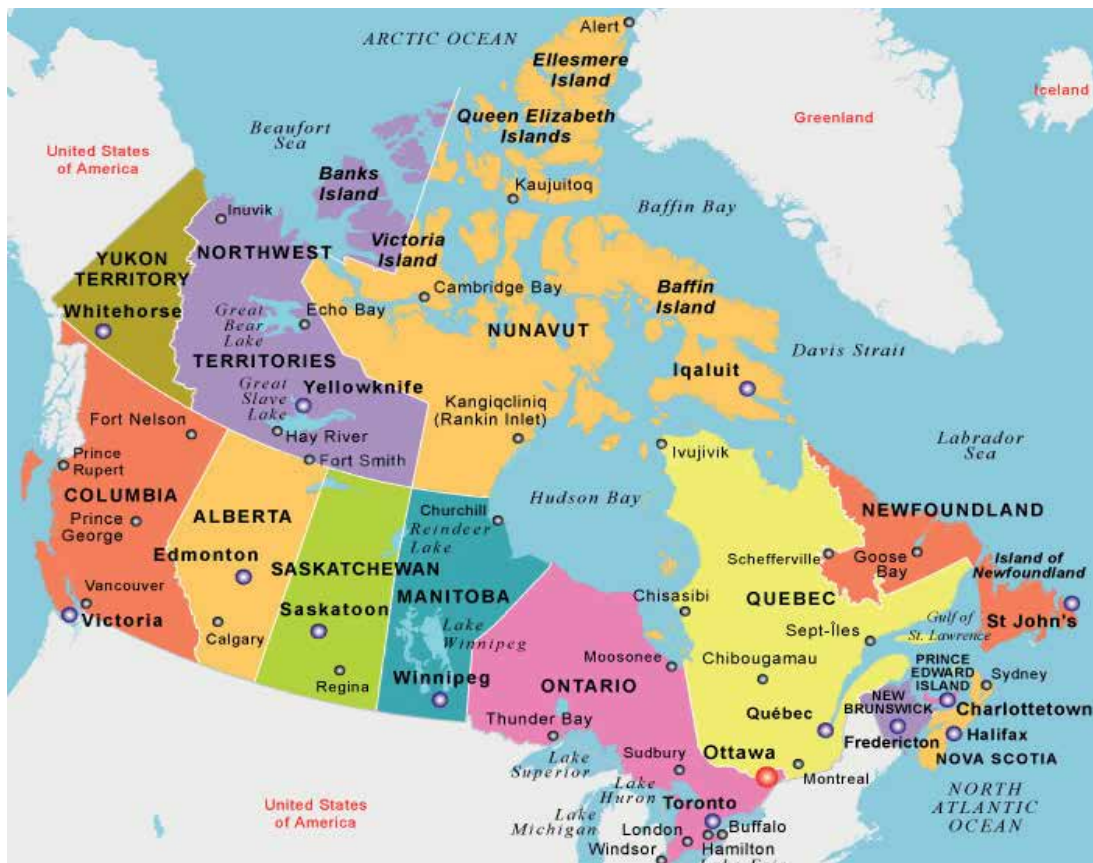 ARCTIC OCEAN
Alert
Ellesmere
Island
Queen Elizabeth
Islands
Greenland
Iceland
Beaufort
Sea
United States
of America
Banks
Island
Kaujuitoq
Baffin Bay
Inuvik
NORTHWEST
Victoria
Island
YUKON
TERRITORY
Whitehorse
Cambridge Bay
Baffin
Island
Great
Bear
Lake
Echo Bay
NUNAVUT
Davis Strait
TERRITORIES
Iqaluit
Great
Slave
Lake
Yellowknife
Kangiqcliniq
(Rankin Inlet)
Fort Nelson
Hay River
Fort Smith
Ivujivik
Labrador
Sea
Prince
Rupert
COLUMBIA
Prince
George
ALBERTA
Edmonton
Churchill
Reindeer
Lake
Hudson Bay
NEWFOUNDLAND
Schefferville
Goose
Bay
Island of
Newfoundland
SASKATCHEWAN
Saskatoon
MANITOBA
Chisasibi
QUEBEC
Vancouver
Victoria
Calgary
Lake
Winnipeg
Sept-Îles
Gulf of
St. Lawrence
St John's
Regina
Winnipeg
Moosonee
Chibougamau
ONTARIO
PRINCE
EDWARD
ISLAND
Sydney
NEW
BRUNSWICK
Charlottetown
Thunder Bay
Québec
Fredericton
Halifax
NOVA SCOTIA
Lake
Superior
Sudbury
Ottawa
Montreal
Lake
Huron
NORTH
ATLANTIC
OCEAN
United States
of America
Lake
Michigan
Toronto
London
Buffalo
Windsor
Hamilton
Lake Erie